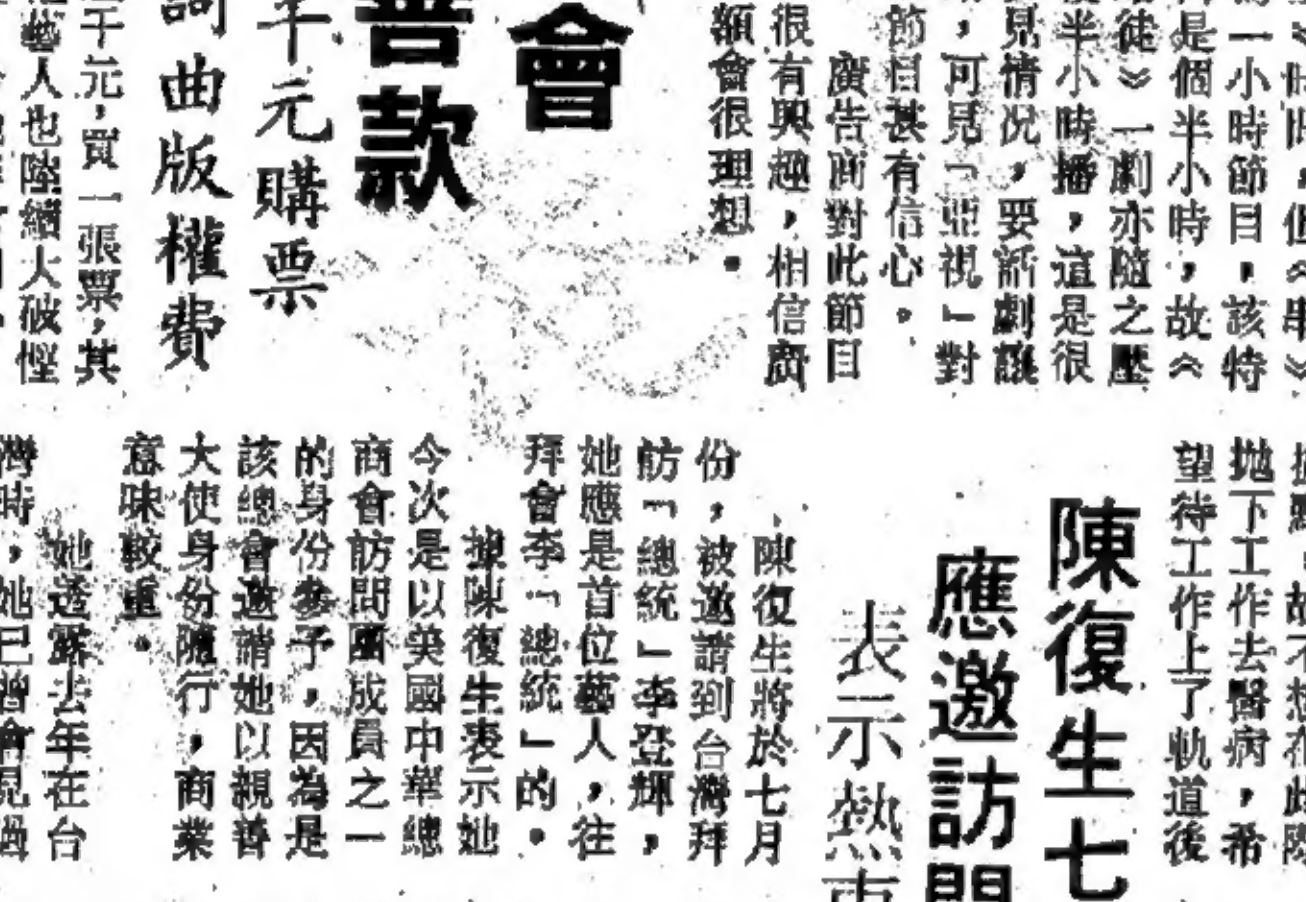 一小時節目，該特
是個半小時，故《
徒》一劇亦隨之壓
半小時播，這是很
見情況，要話劇讓
，可見「亞視」對
節目甚有信心。
廣告商對此節目
很有興趣，相信廣
額會很理想。
會
善款
千元購票
詞曲版權費
千元，買一張票，其
藝人也陸續大破慳
拋下工作去醫病，希
望待工作上了軌道後
陳復生七
應邀訪問
表示熱
陳復生將於七月
份，被邀請到台灣拜
訪「總統」李登輝，
她應是首位藝人，往
拜會李「總統」的。
據陳復生表示她
今次是以英國中華總
商會訪問團成員之一
的身份參予，因為是
該總會邀請她以親善
大使身份隨行，商業
意味較重。
她透露去年在台
灣時，她已曾會見過